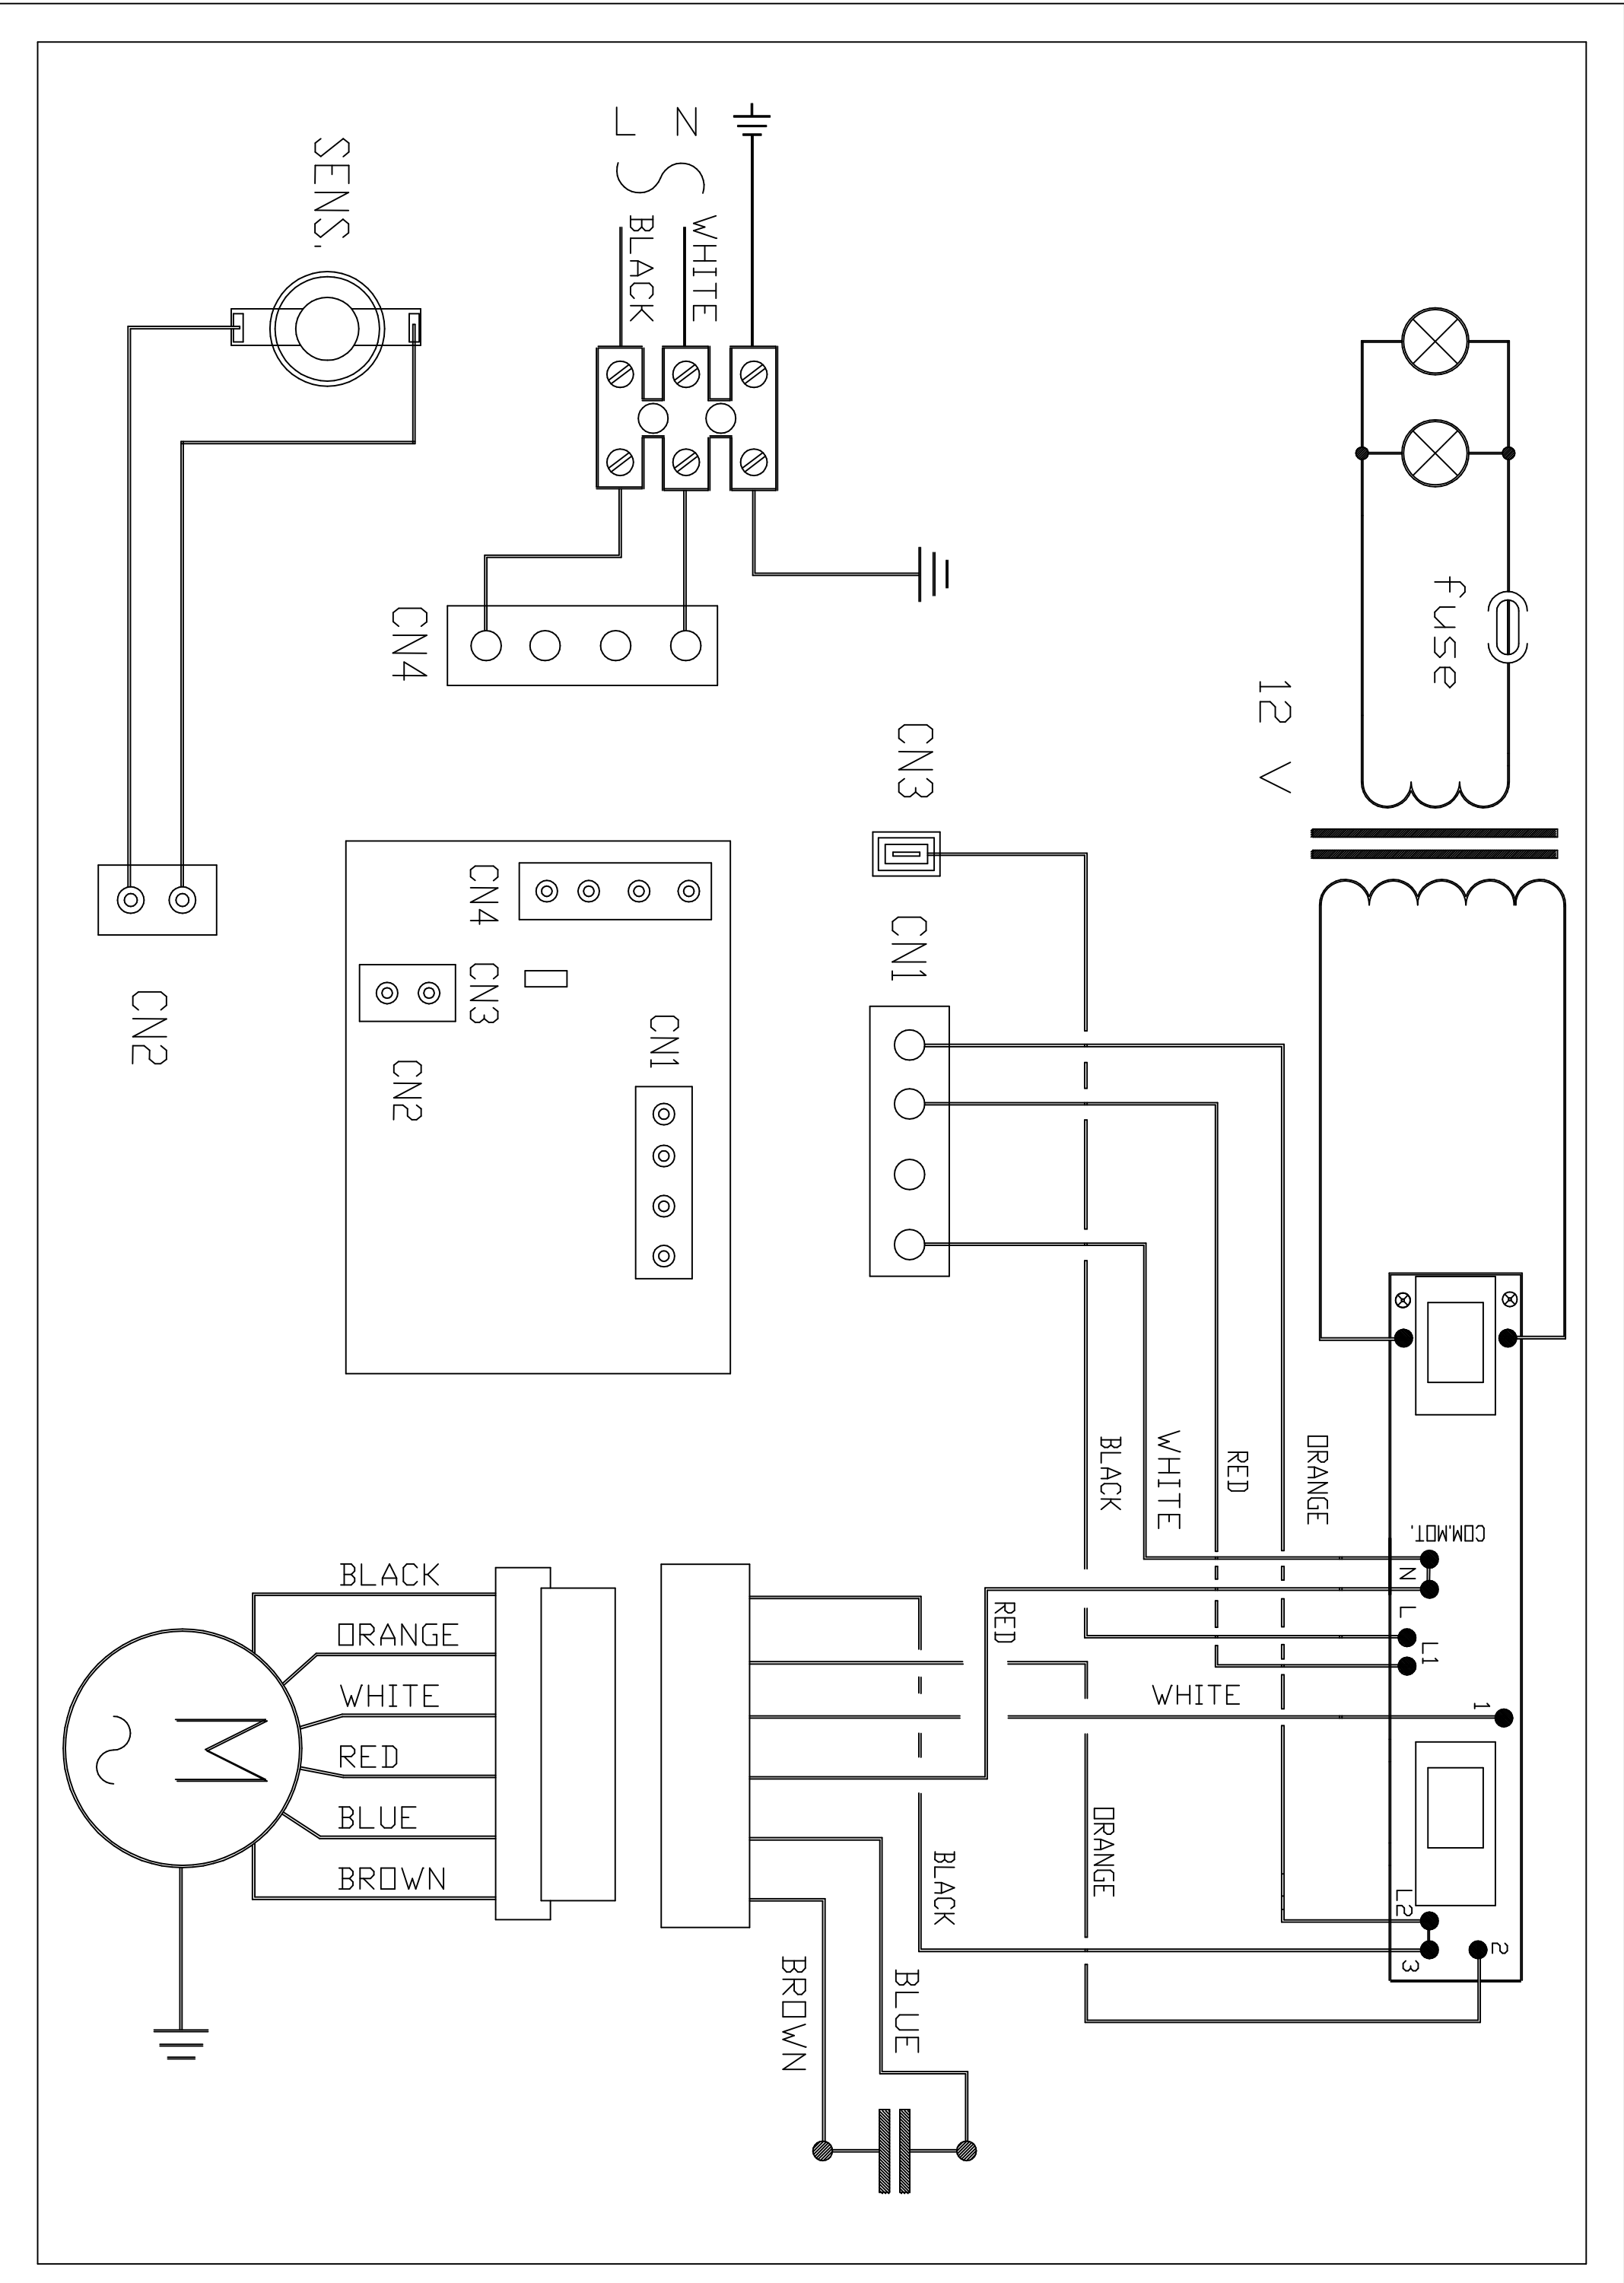 L N
BLACK
WHITE
SENS.
fuse
12 V
CN4
CN3
CN1
CN4
CN3
CN1
CN2
CN2
BLACK
WHITE
RED
ORANGE
COM.MOT.
N
L
L1
1
L2
3
2
BLACK
ORANGE
WHITE
RED
BLUE
BROWN
M
RED
WHITE
ORANGE
BLACK
BROWN
BLUE